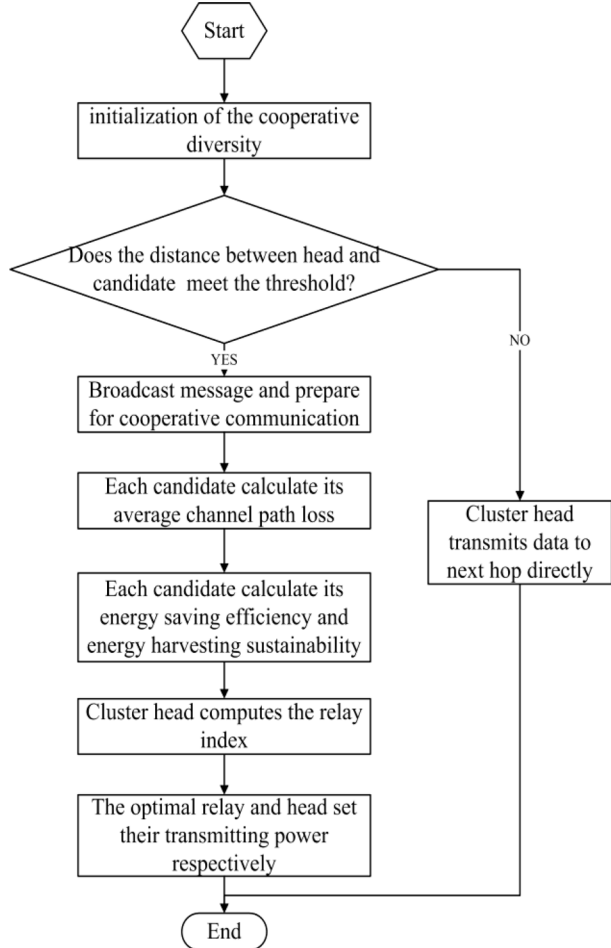 Start
initialization of the cooperative
diversity
Does the distance between head and
candidate meet the threshold?
NO
YES
Broadcast message and prepare
for cooperative communication
Each candidate calculate its
average channel path loss
Cluster head
transmits data to
next hop directly
Each candidate calculate its
energy saving efficiency and
energy harvesting sustainability
Cluster head computes the relay
index
The optimal relay and head set
their transmitting power
respectively
End